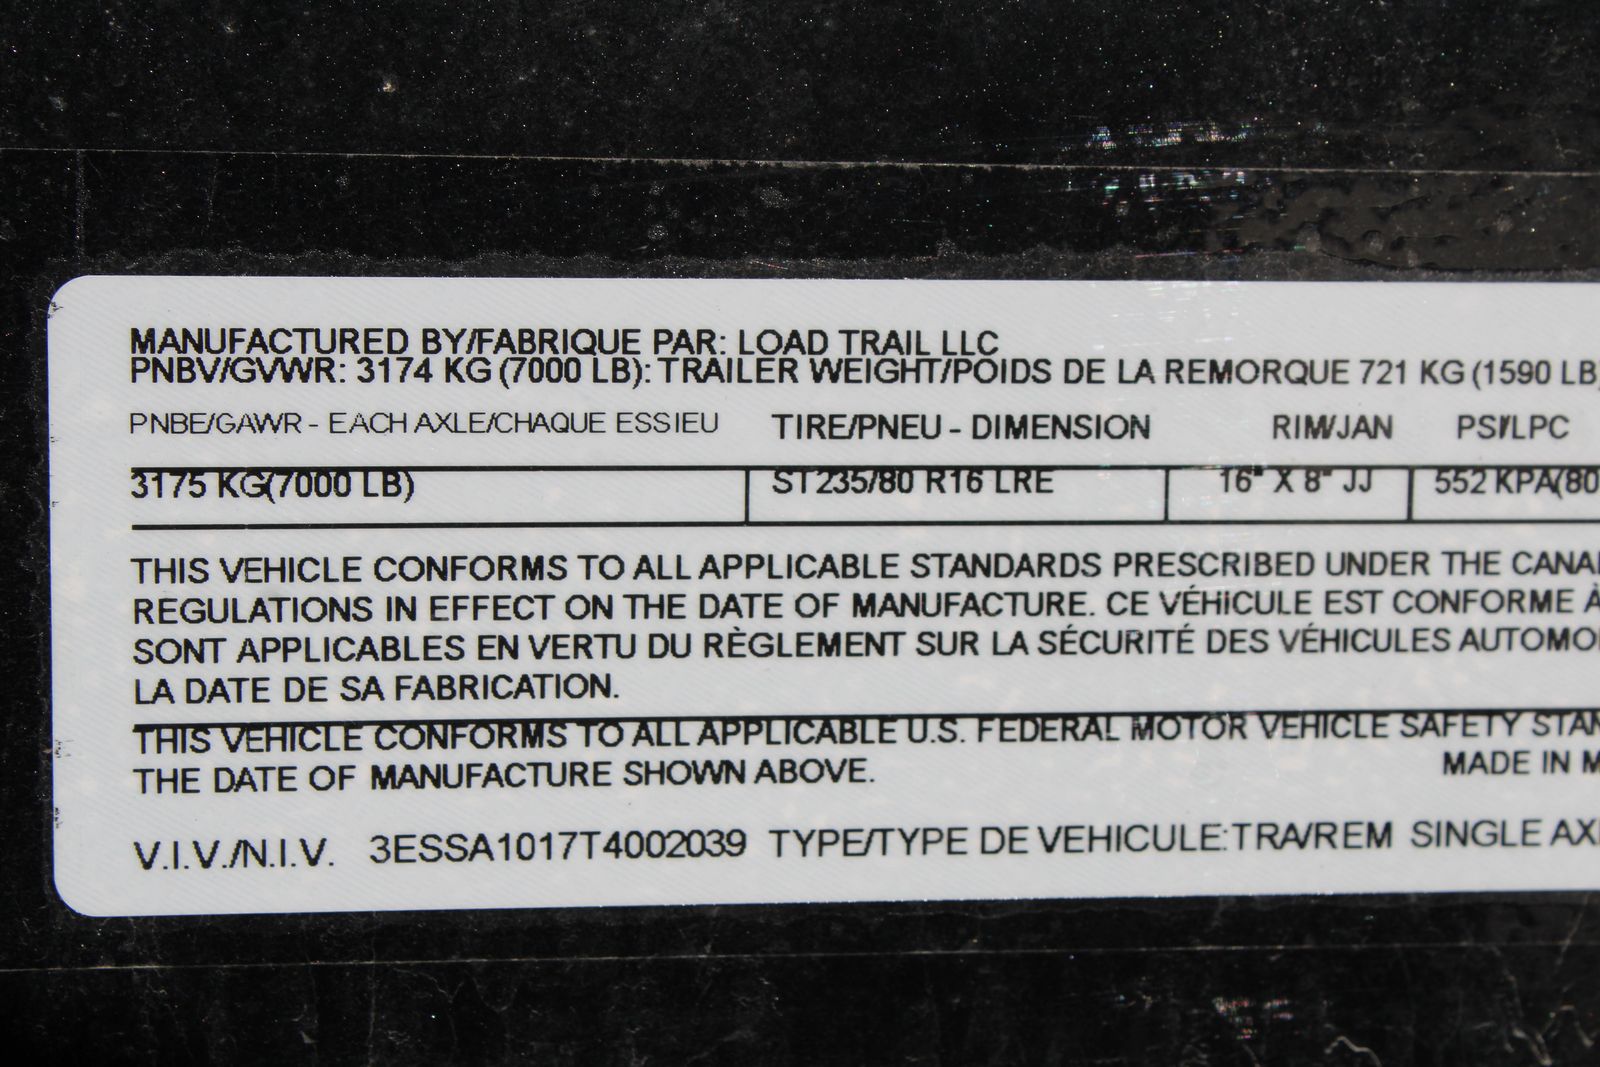 MANUFACTURED BY/FABRIQUE PAR: LOAD TRAIL LLC
PNBV/GVWR: 3174 KG (7000 LB): TRAILER WEIGHT/POIDS DE LA REMORQUE 721 KG (1590 LB)
PNBE/GAWR - EACH AXLE/CHAQUE ESSIEU TIRE/PNEU - DIMENSION RIM/JAN PSI/LPC
3175 KG(7000 LB) ST235/80 R16 LRE 16" X 8" JJ 552 KPA(80
THIS VEHICLE CONFORMS TO ALL APPLICABLE STANDARDS PRESCRIBED UNDER THE CANA
REGULATIONS IN EFFECT ON THE DATE OF MANUFACTURE. CE VÉHICULE EST CONFORME À
SONT APPLICABLES EN VERTU DU RÈGLEMENT SUR LA SÉCURITÉ DES VÉHICULES AUTOMO
LA DATE DE SA FABRICATION.
THIS VEHICLE CONFORMS TO ALL APPLICABLE U.S. FEDERAL MOTOR VEHICLE SAFETY STAN
THE DATE OF MANUFACTURE SHOWN ABOVE. MADE IN M
V.I.V./N.I.V. 3ESSA1017T4002039 TYPE/TYPE DE VEHICULE:TRA/REM SINGLE AX